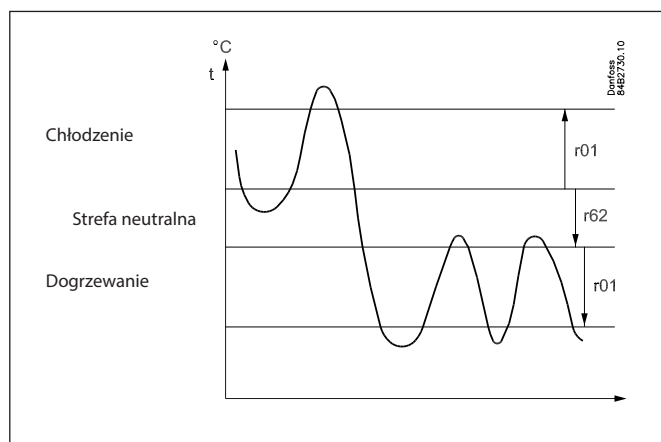 °C
t
Danfoss
84B2730.10
Chłodzenie
r01
Strefa neutralna
r62
Dogrzewanie
r01